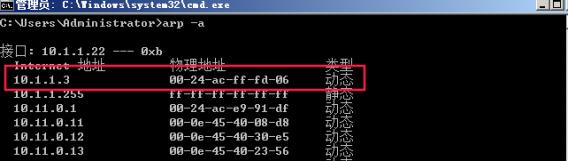 管理员: C:\Windows\system32\cmd.exe
C:\Users\Administrator>arp -a
接口: 10.1.1.22 --- 0xb
Internet 地址 物理地址 类型
10.1.1.3 00-24-ac-ff-fd-06 动态
10.1.1.255 ff-ff-ff-ff-ff-ff 静态
10.11.0.1 00-24-ac-e9-91-df 动态
10.11.0.11 00-0e-45-40-08-d8 动态
10.11.0.12 00-0e-45-40-30-e5 动态
10.11.0.13 00-0e-45-40-23-56 动态